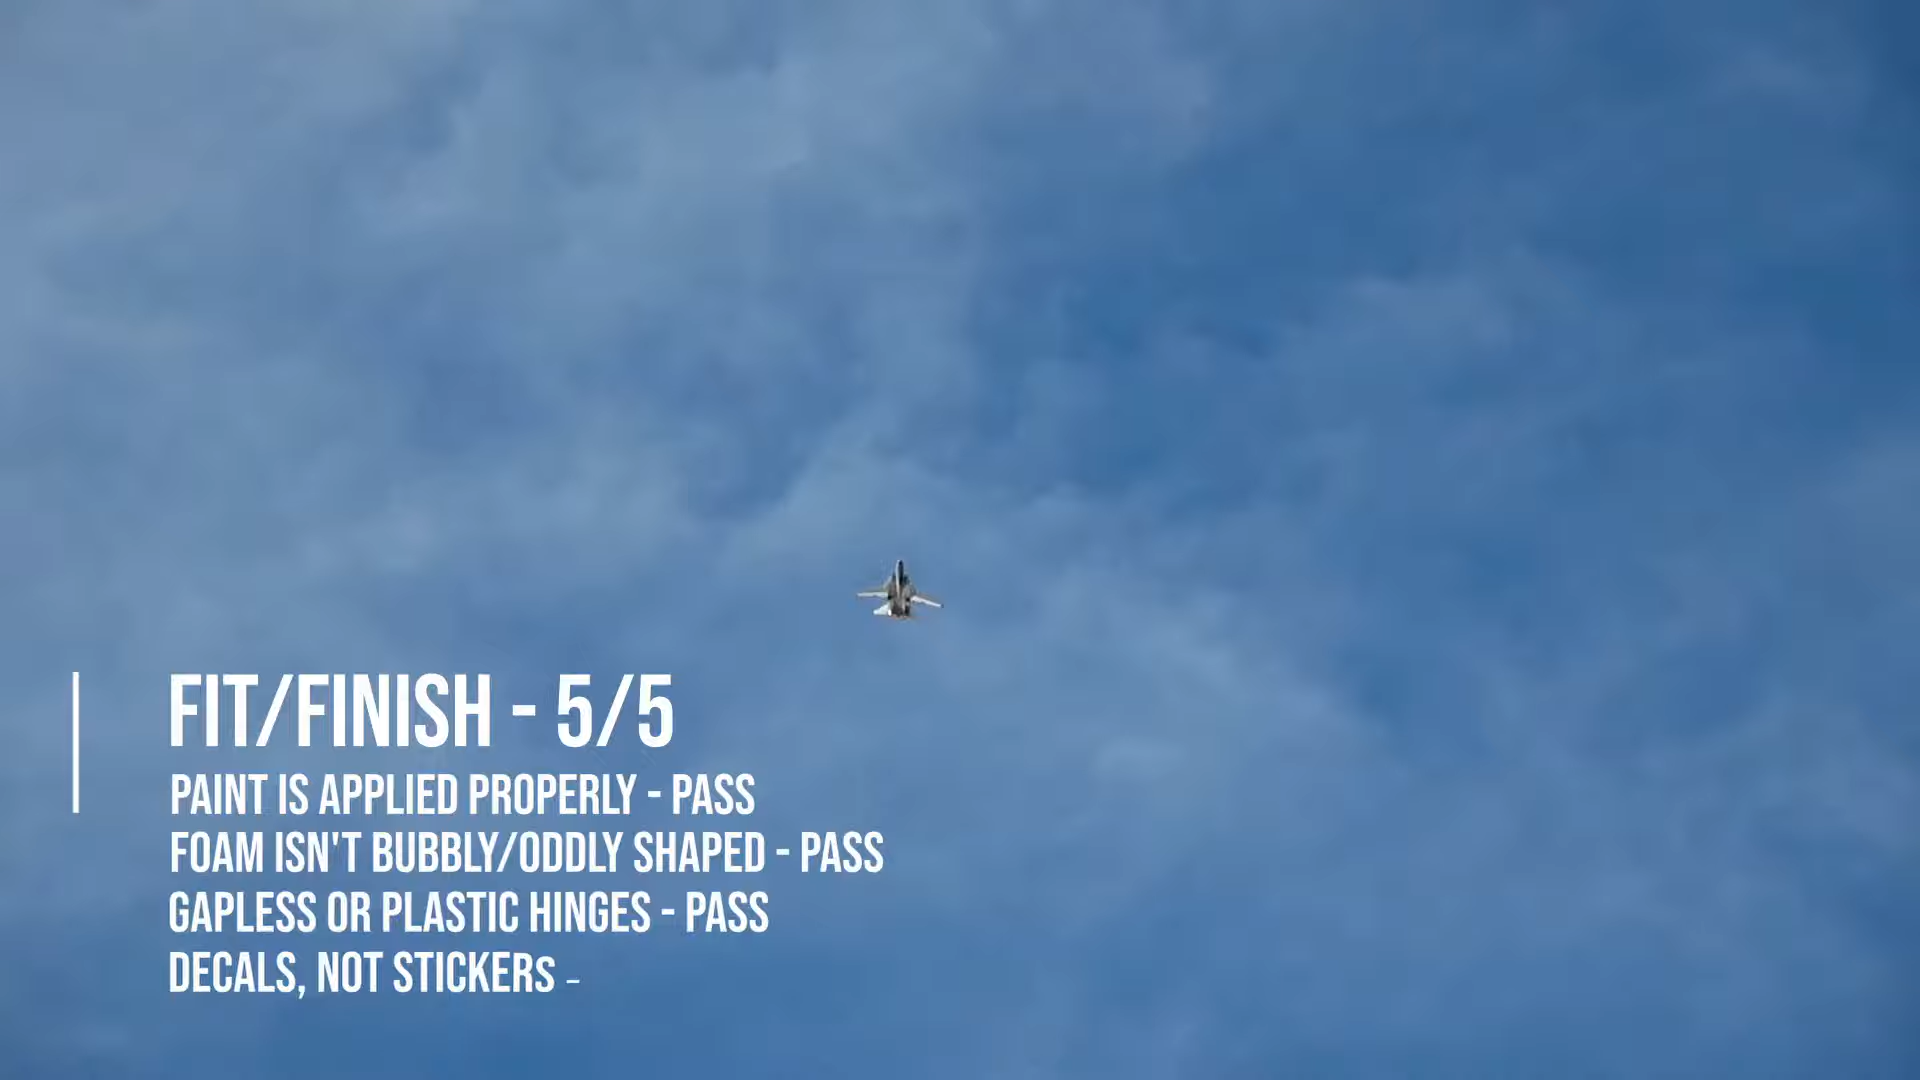 FIT/FINISH - 5/5
PAINT IS APPLIED PROPERLY - PASS
FOAM ISN'T BUBBLY/ODDLY SHAPED - PASS
GAPLESS OR PLASTIC HINGES - PASS
DECALS, NOT STICKERS -